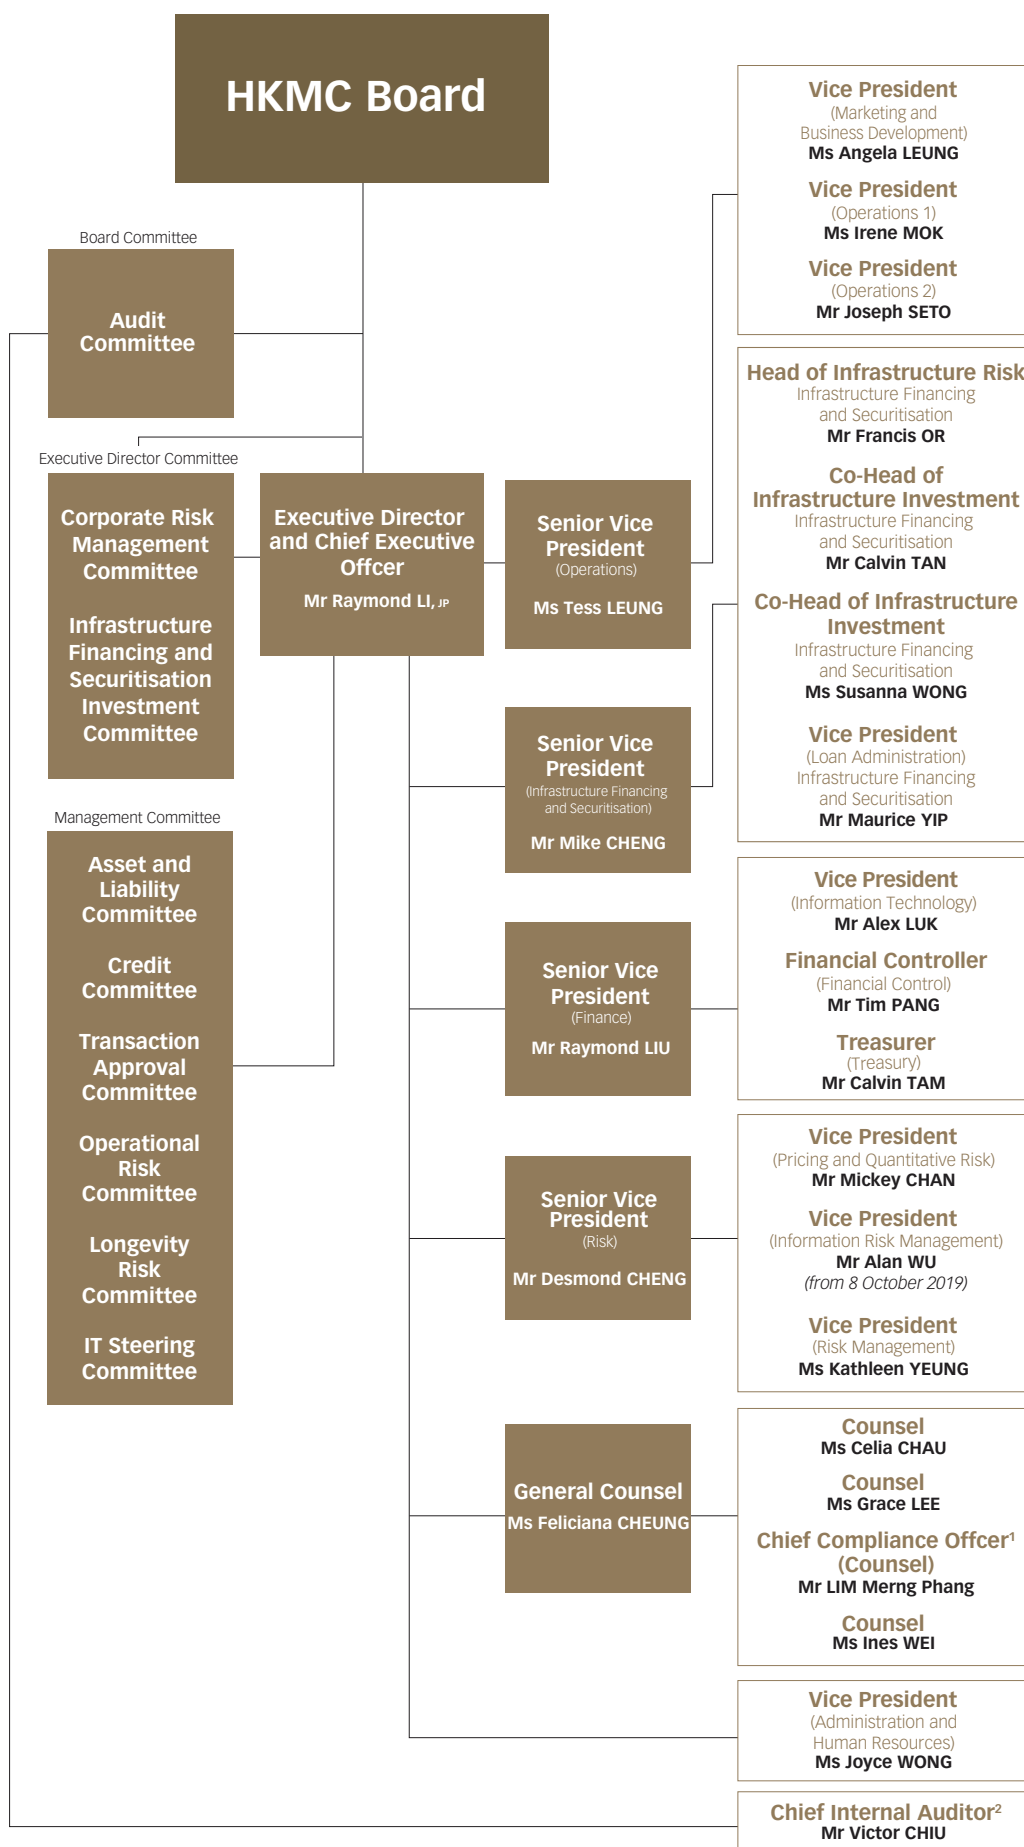 HKMC Board
Board Committee
Audit
Committee
Executive Director Committee
Corporate Risk
Management
Committee
Infrastructure
Financing and
Securitisation
Investment
Committee
Management Committee
Asset and
Liability
Committee
Credit
Committee
Transaction
Approval
Committee
Operational
Risk
Committee
Longevity
Risk
Committee
IT Steering
Committee
Executive Director
and Chief Executive
Offcer
Mr Raymond LI, JP
Senior Vice
President
(Operations)
Ms Tess LEUNG
Senior Vice
President
(Infrastructure Financing
and Securitisation)
Mr Mike CHENG
Senior Vice
President
(Finance)
Mr Raymond LIU
Senior Vice
President
(Risk)
Mr Desmond CHENG
General Counsel
Ms Feliciana CHEUNG
Vice President
(Marketing and
Business Development)
Ms Angela LEUNG
Vice President
(Operations 1)
Ms Irene MOK
Vice President
(Operations 2)
Mr Joseph SETO
Head of Infrastructure Risk
Infrastructure Financing
and Securitisation
Mr Francis OR
Co-Head of
Infrastructure Investment
Infrastructure Financing
and Securitisation
Mr Calvin TAN
Co-Head of Infrastructure
Investment
Infrastructure Financing
and Securitisation
Ms Susanna WONG
Vice President
(Loan Administration)
Infrastructure Financing
and Securitisation
Mr Maurice YIP
Vice President
(Information Technology)
Mr Alex LUK
Financial Controller
(Financial Control)
Mr Tim PANG
Treasurer
(Treasury)
Mr Calvin TAM
Vice President
(Pricing and Quantitative Risk)
Mr Mickey CHAN
Vice President
(Information Risk Management)
Mr Alan WU
(from 8 October 2019)
Vice President
(Risk Management)
Ms Kathleen YEUNG
Counsel
Ms Celia CHAU
Counsel
Ms Grace LEE
Chief Compliance Offcer¹
(Counsel)
Mr LIM Merng Phang
Counsel
Ms Ines WEI
Vice President
(Administration and
Human Resources)
Ms Joyce WONG
Chief Internal Auditor²
Mr Victor CHIU